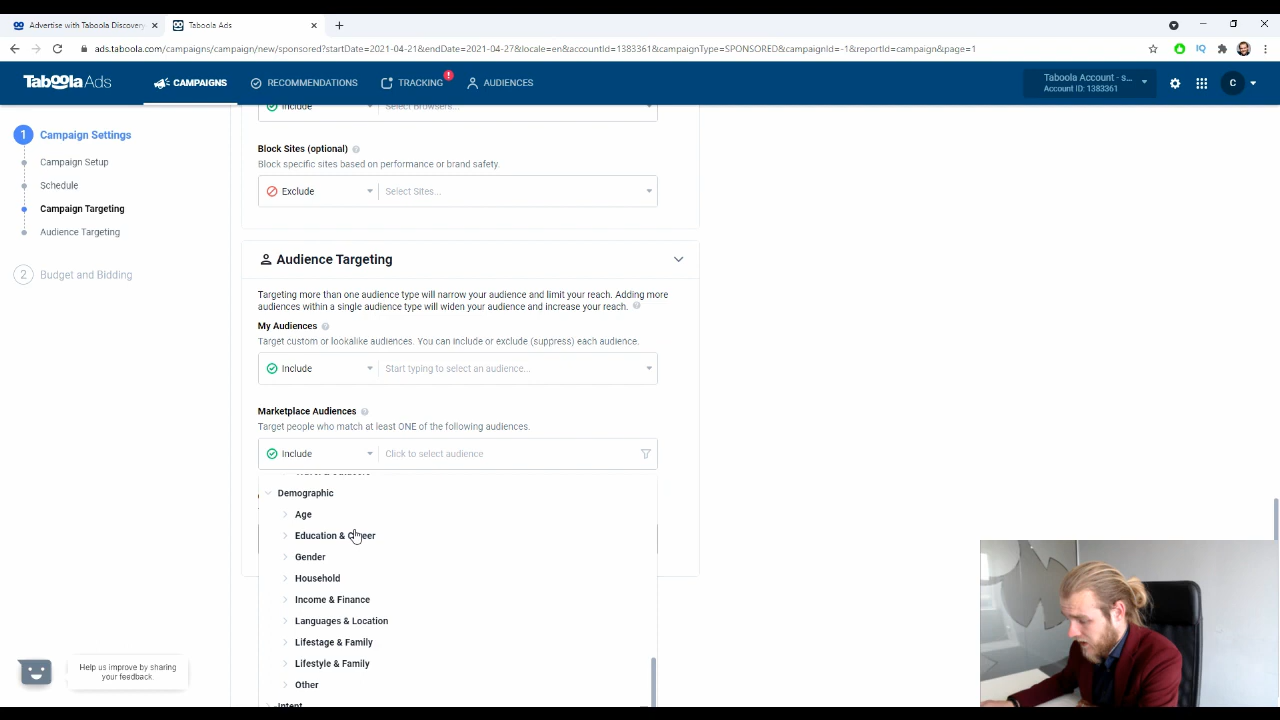 Advertise with Taboola Discovery
Taboola Ads
ads.taboola.com/campaigns/campaign/new/sponsored?startDate=2021-04-21&endDate=2021-04-27&locale=en&accountId=1383361&campaignType=SPONSORED&campaignId=-1&reportId=campaign&page=1
IQ
Taboola Ads
CAMPAIGNS
RECOMMENDATIONS
TRACKING
!
AUDIENCES
Taboola Account - s...
Account ID: 1383361
C
1 Campaign Settings
Campaign Setup
Schedule
Campaign Targeting
Audience Targeting
2 Budget and Bidding
Include
Select Browsers...
Block Sites (optional) ?
Block specific sites based on performance or brand safety.
Exclude
Select Sites...
Audience Targeting
Targeting more than one audience type will narrow your audience and limit your reach. Adding more
audiences within a single audience type will widen your audience and increase your reach. ?
My Audiences ?
Target custom or lookalike audiences. You can include or exclude (suppress) each audience.
Include
Start typing to select an audience...
Marketplace Audiences ?
Target people who match at least ONE of the following audiences.
Include
Click to select audience
Demographic
Age
Education & Career
Gender
Household
Income & Finance
Languages & Location
Lifestage & Family
Lifestyle & Family
Other
Intent
Help us improve by sharing
your feedback.